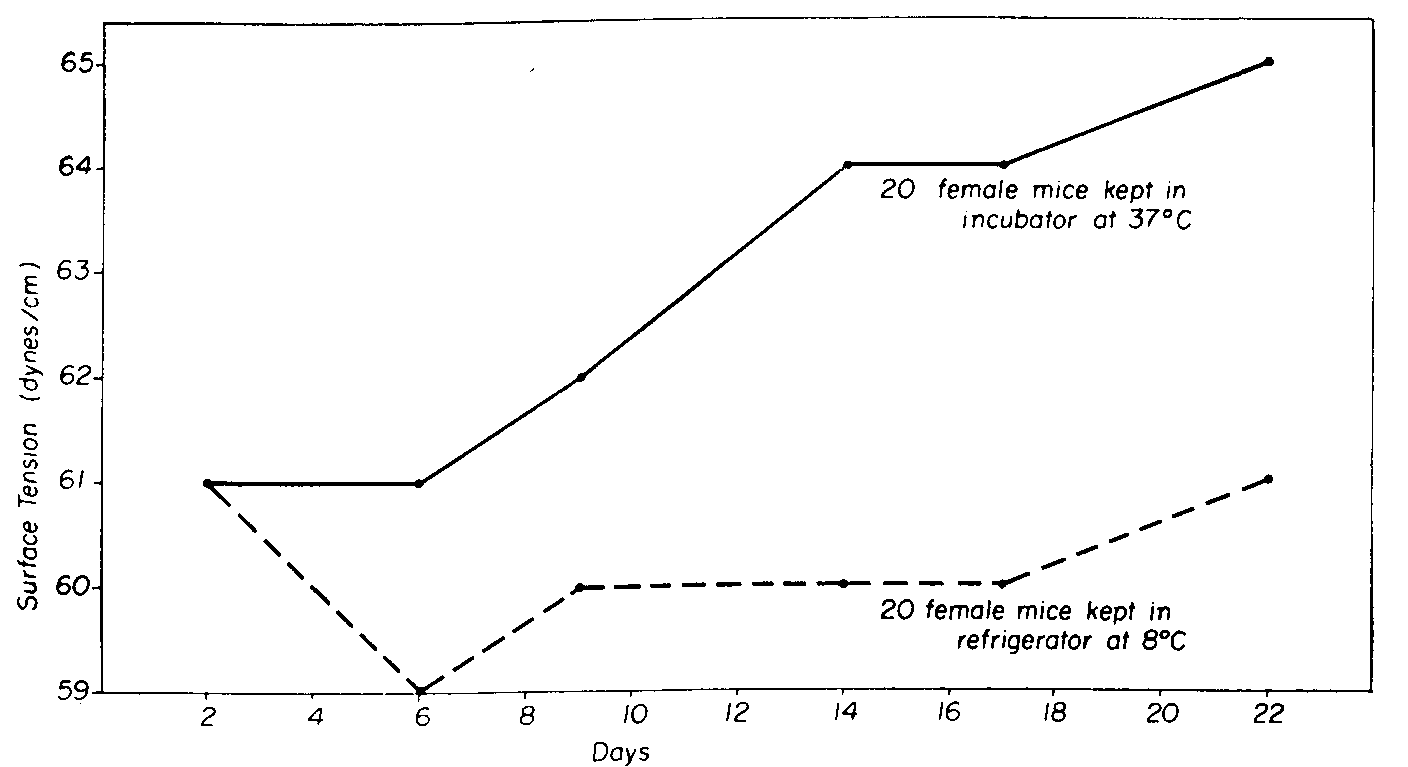 65
64
20 female mice kept in
incubator at 37°C
63
62
61
60
20 female mice kept in
refrigerator at 8°C
59
Surface Tension (dynes/cm)
2 4 6 8 10 12 14 16 18 20 22
Days